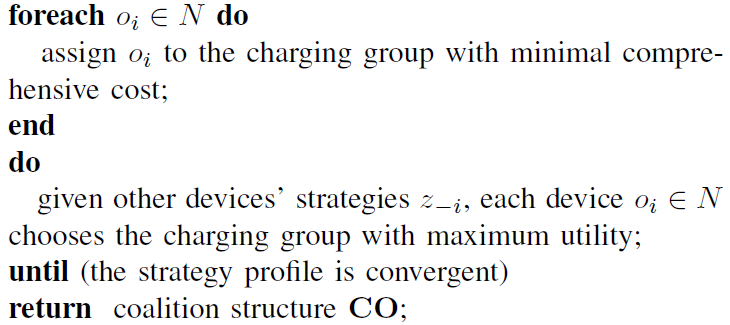 foreach o_i ∈ N do
assign o_i to the charging group with minimal compre-
hensive cost;
end
do
given other devices' strategies z_{-i}, each device o_i ∈ N
chooses the charging group with maximum utility;
until (the strategy profile is convergent)
return coalition structure CO;